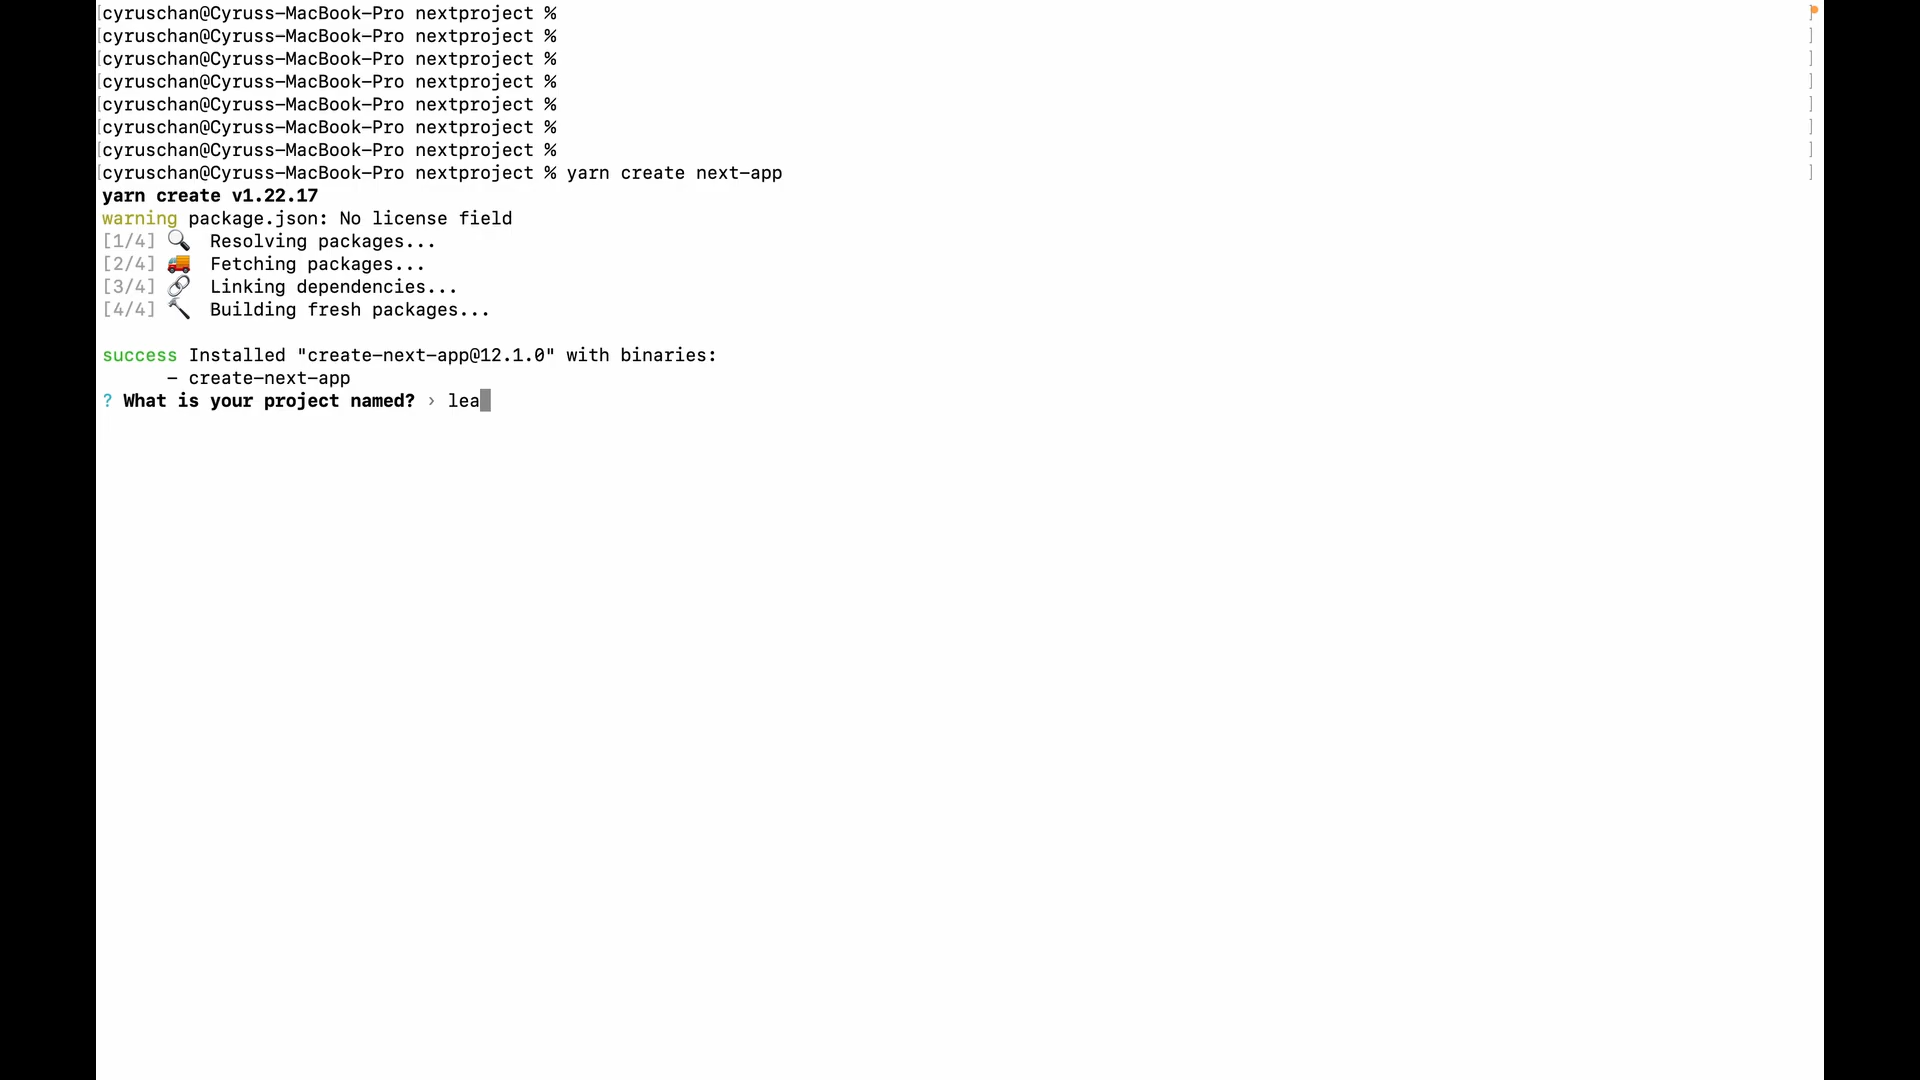 [cyruschan@Cyruss-MacBook-Pro nextproject % ]
[cyruschan@Cyruss-MacBook-Pro nextproject % ]
[cyruschan@Cyruss-MacBook-Pro nextproject % ]
[cyruschan@Cyruss-MacBook-Pro nextproject % ]
[cyruschan@Cyruss-MacBook-Pro nextproject % ]
[cyruschan@Cyruss-MacBook-Pro nextproject % ]
[cyruschan@Cyruss-MacBook-Pro nextproject % ]
[cyruschan@Cyruss-MacBook-Pro nextproject % yarn create next-app ]
yarn create v1.22.17
warning package.json: No license field
[1/4] 🔍 Resolving packages...
[2/4] 🚚 Fetching packages...
[3/4] 🔗 Linking dependencies...
[4/4] 🔨 Building fresh packages...
success Installed "create-next-app@12.1.0" with binaries:
- create-next-app
? What is your project named? › lea